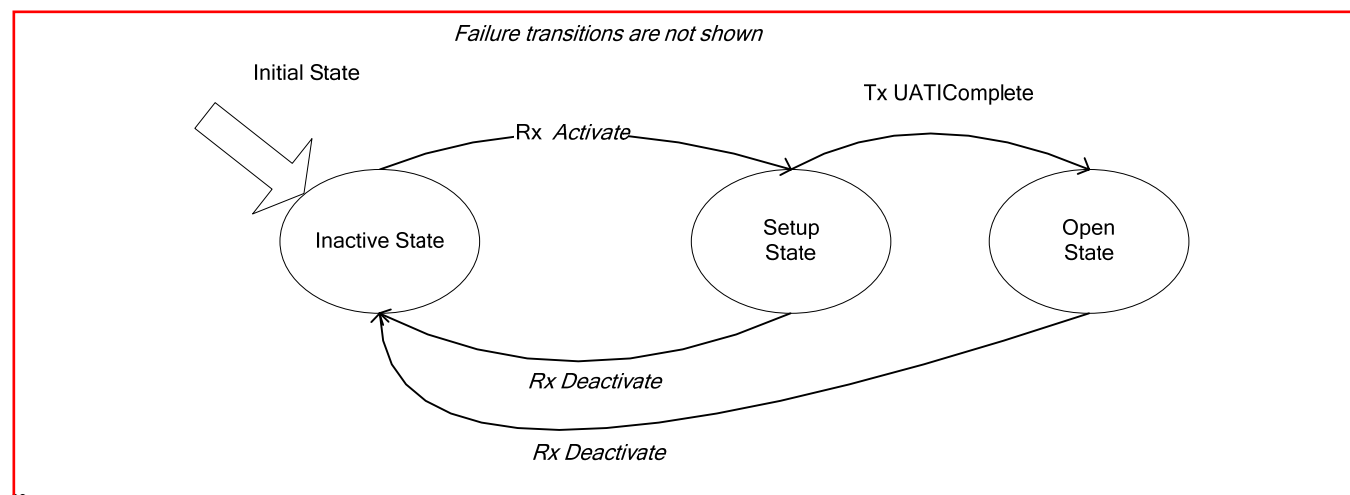 Failure transitions are not shown
Initial State
Tx UATIComplete
Rx Activate
Inactive State
Setup
State
Open
State
Rx Deactivate
Rx Deactivate